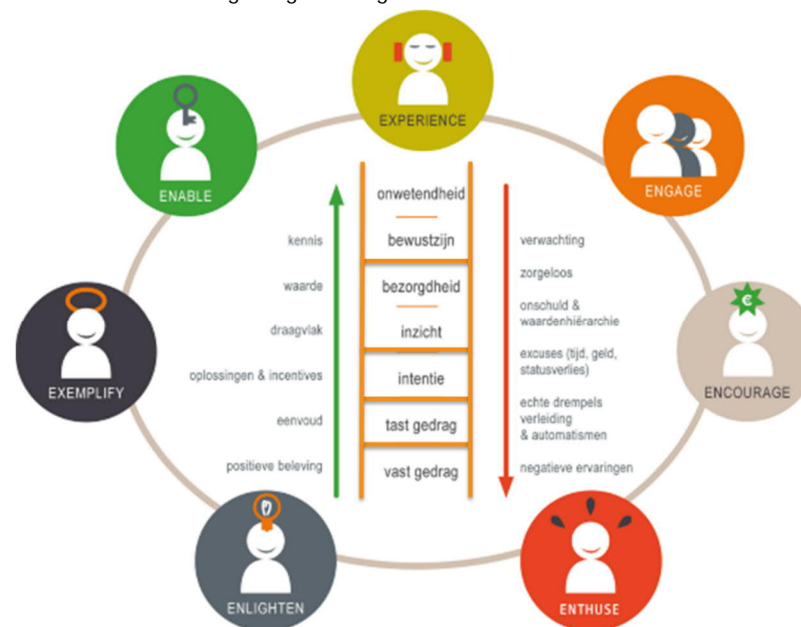 EXPERIENCE
ENABLE
ENGAGE
EXEMPLIFY
ENCOURAGE
ENLIGHTEN
ENTHUSE
kennis
waarde
draagvlak
oplossingen & incentives
eenvoud
positieve beleving
onwetendheid
bewustzijn
bezorgdheid
inzicht
intentie
tast gedrag
vast gedrag
verwachting
zorgeloos
onschuld &
waardenhiërarchie
excuses (tijd, geld,
statusverlies)
echte drempels
verleiding
& automatismen
negatieve ervaringen
€